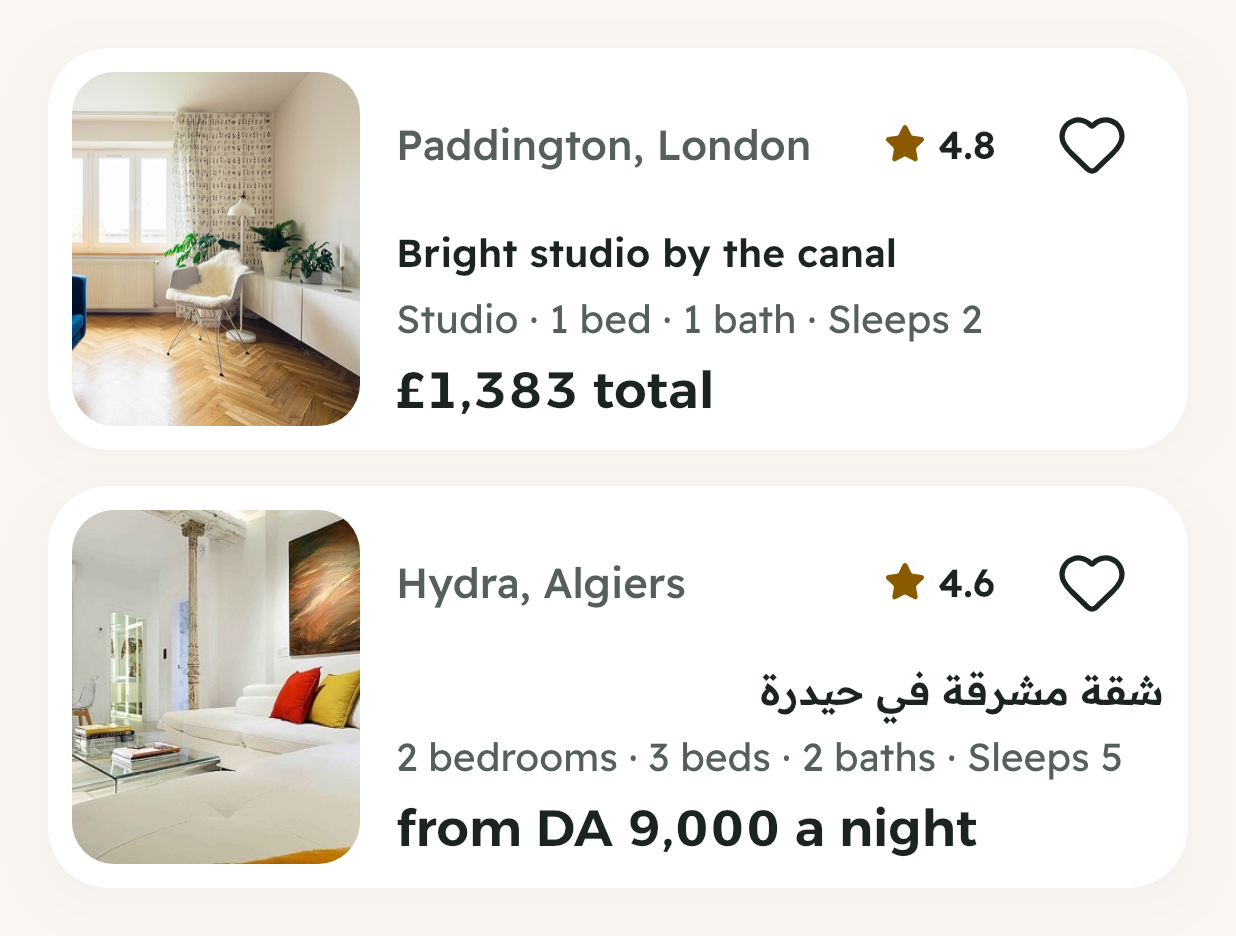 Paddington, London 4.8
Bright studio by the canal
Studio · 1 bed · 1 bath · Sleeps 2
£1,383 total
Hydra, Algiers 4.6
شقة مشرقة في حيدرة
2 bedrooms · 3 beds · 2 baths · Sleeps 5
from DA 9,000 a night